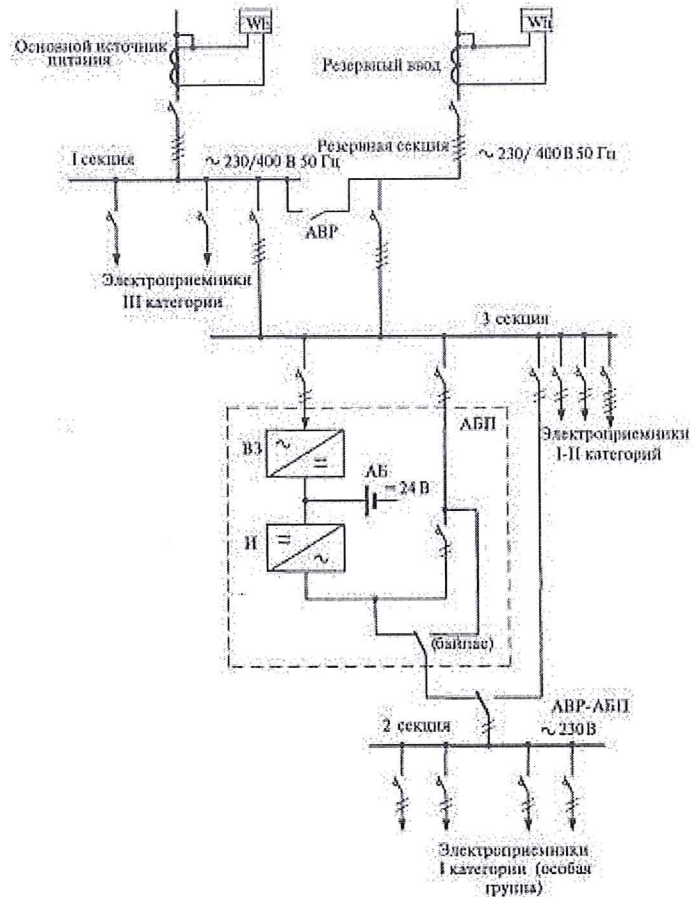 Wh
Wh
Основной источник
питания
Резервный ввод
I секция
~ 230/400 В 50 Гц
Резервная секция
~ 230/ 400 В 50 Гц
АВР
Электроприемники
III категории
3 секция
АБП
Электроприемники
I-II категорий
ВЗ
~
=
АБ
= 24 В
И
=
~
(байпас)
АВР-АБП
2 секция
~ 230 В
Электроприемники
I категории (особая
группа)